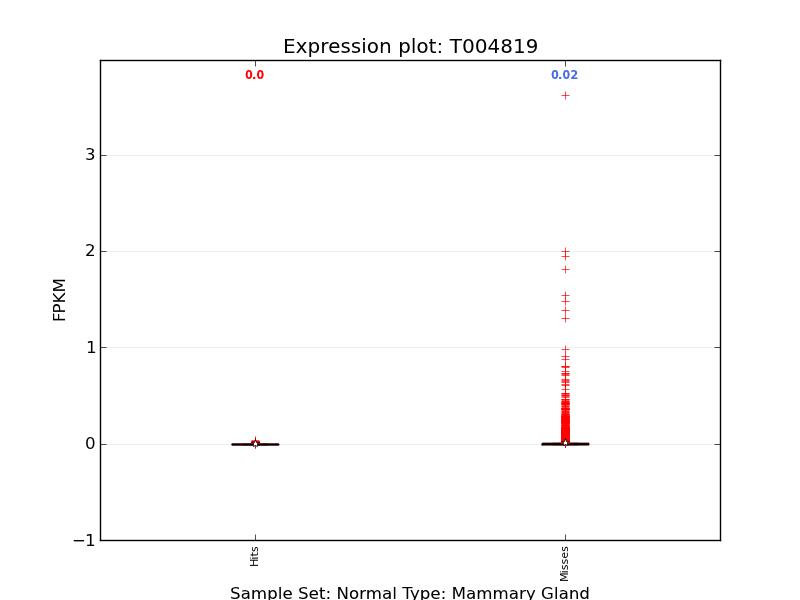 Expression plot: T004819
0.0
0.02
3
2
1
0
−1
FPKM
Hits
Misses
Sample Set: Normal Type: Mammary Gland